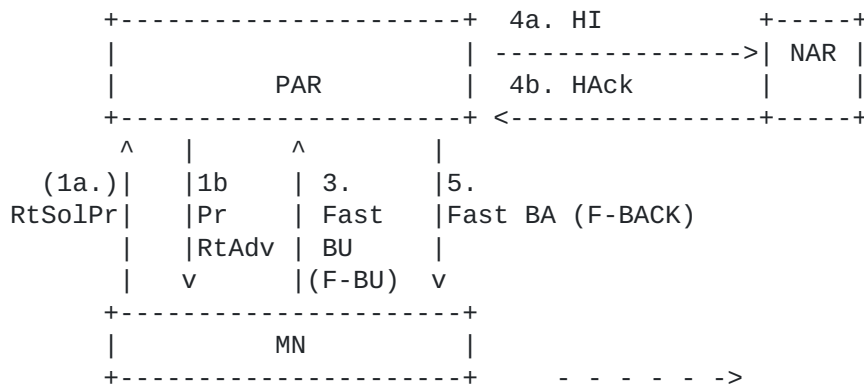 4a. HI
NAR
PAR 4b. HAck
(1a.) 1b 3. 5.
RtSolPr Pr Fast Fast BA (F-BACK)
RtAdv BU
(F-BU)
MN